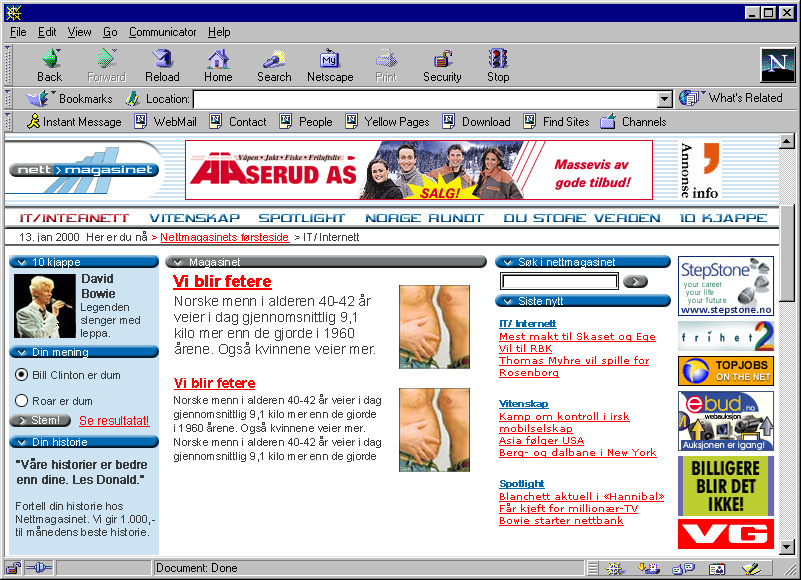 File Edit View Go Communicator Help
Back Forward Reload Home Search Netscape Print Security Stop
My
N
Bookmarks Location: What's Related
Instant Message WebMail Contact People Yellow Pages Download Find Sites Channels
nett>magasinet
Våpen • Jakt • Fiske • Friluftsliv
AASERUD AS
SALG!
Massevis av
gode tilbud!
Annonse
info
IT/INTERNETT VITENSKAP SPOTLIGHT NORGE RUNDT DU STORE VERDEN 10 KJAPPE
13. jan 2000 Her er du nå > Nettmagasinets førsteside > IT/Internett
10 kjappe
David
Bowie
Legenden
slenger med
leppa.
Din mening
Bill Clinton er dum
Roar er dum
> Stem! Se resultatat!
Din historie
"Våre historier er bedre
enn dine. Les Donald."
Fortell din historie hos
Nettmagasinet. Vi gir 1.000,-
til månedens beste historie.
Magasinet
Vi blir fetere
Norske menn i alderen 40-42 år
veier i dag gjennomsnittlig 9,1
kilo mer enn de gjorde i 1960
årene. Også kvinnene veier mer.
Vi blir fetere
Norske menn i alderen 40-42 år veier i dag
gjennomsnittlig 9,1 kilo mer enn de gjorde
i 1960 årene. Også kvinnene veier mer.
Norske menn i alderen 40-42 år veier i dag
gjennomsnittlig 9,1 kilo mer enn de gjorde
Søk i nettmagasinet
Siste nytt
IT/ Internett
Mest makt til Skaset og Ege
Vil til RBK
Thomas Myhre vil spille for
Rosenborg
Vitenskap
Kamp om kontroll i irsk
mobilselskap
Asia følger USA
Berg- og dalbane i New York
Spotlight
Blanchett aktuell i «Hannibal»
Får kjeft for millionær-TV
Bowie starter nettbank
StepStone
your career
your life
your future
www.stepstone.no
frihet 2
TOPJOBS
ON THE NET
ebud.no
webauksjon
Auksjonen er igang!
BILLIGERE
BLIR DET
IKKE!
VG
Document: Done